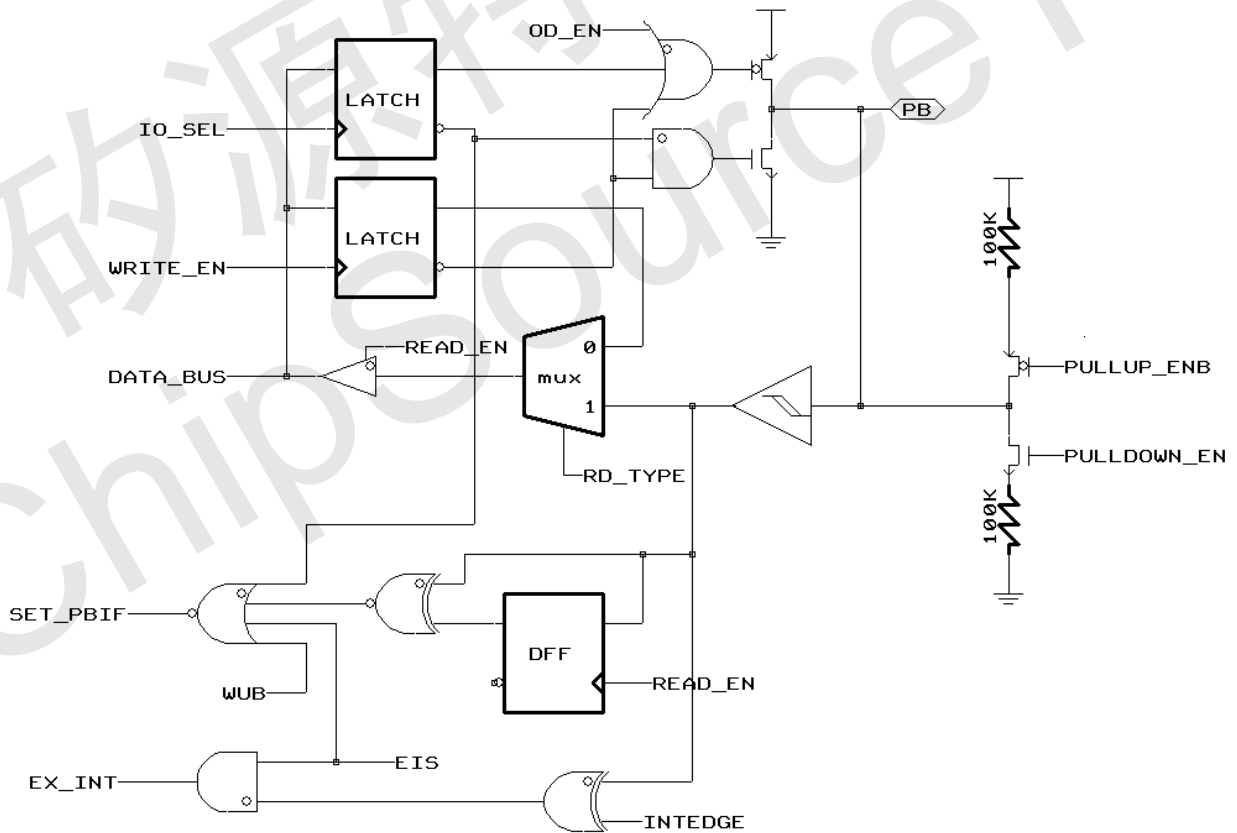 OD_EN
LATCH
IO_SEL
PB
LATCH
WRITE_EN
100K
READ_EN
0
PULLUP_ENB
DATA_BUS
mux
1
PULLDOWN_EN
RD_TYPE
100K
SET_PBIF
DFF
READ_EN
WUB
EIS
EX_INT
INTEDGE
矽源特
ChipSource